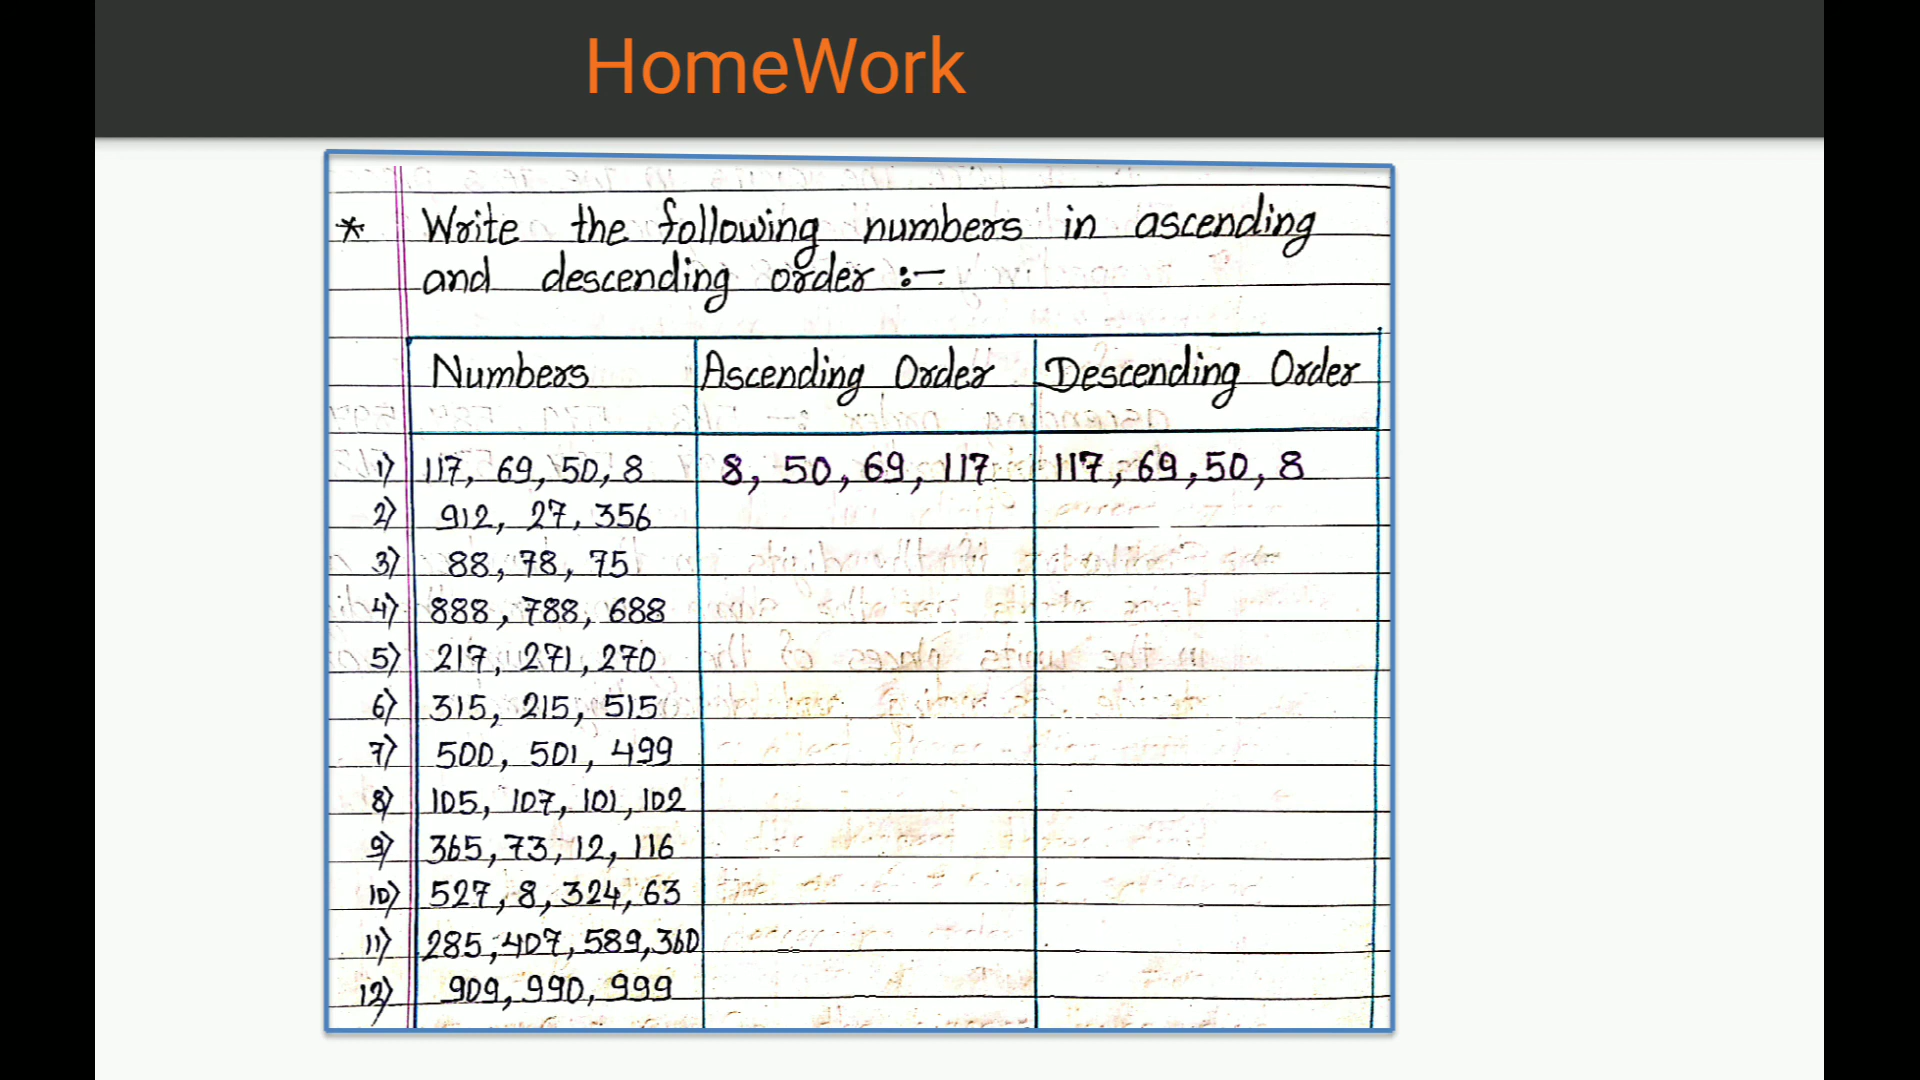 HomeWork
* Write the following numbers in ascending
and descending order :-
Numbers Ascending Order Descending Order
1) 117, 69, 50, 8 8, 50, 69, 117 117, 69, 50, 8
2) 912, 27, 356
3) 88, 78, 75
4) 888, 788, 688
5) 217, 271, 270
6) 315, 215, 515
7) 500, 501, 499
8) 105, 107, 101, 102
9) 365, 73, 12, 116
10) 527, 8, 324, 63
11) 285, 407, 589, 360
12) 909, 990, 999